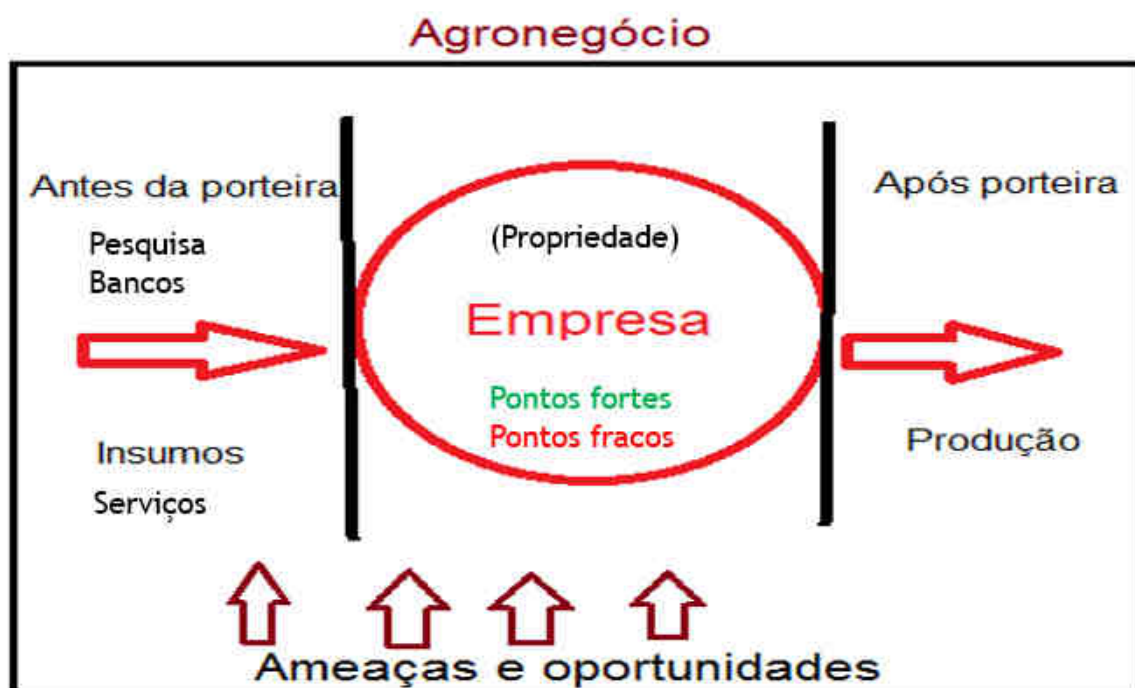 Agronegócio
Antes da porteira
Pesquisa
Bancos
Insumos
Serviços
(Propriedade)
Empresa
Pontos fortes
Pontos fracos
Após porteira
Produção
Ameaças e oportunidades